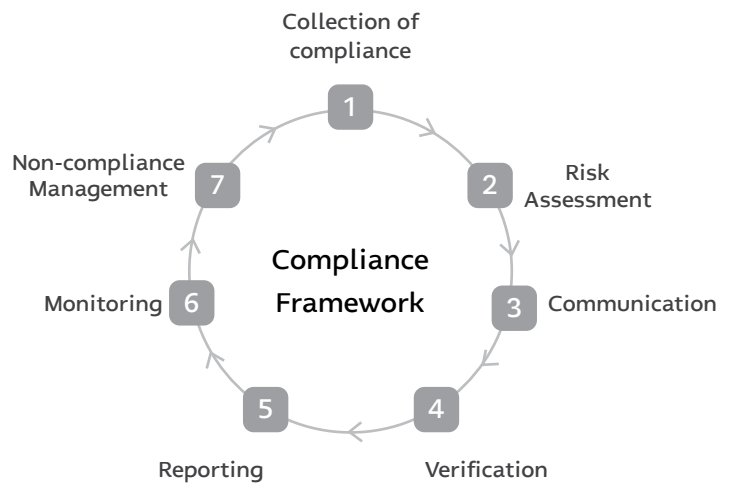 Collection of
compliance
1
2
Risk
Assessment
3
Communication
4
Verification
5
Reporting
6
Monitoring
7
Non-compliance
Management
Compliance
Framework